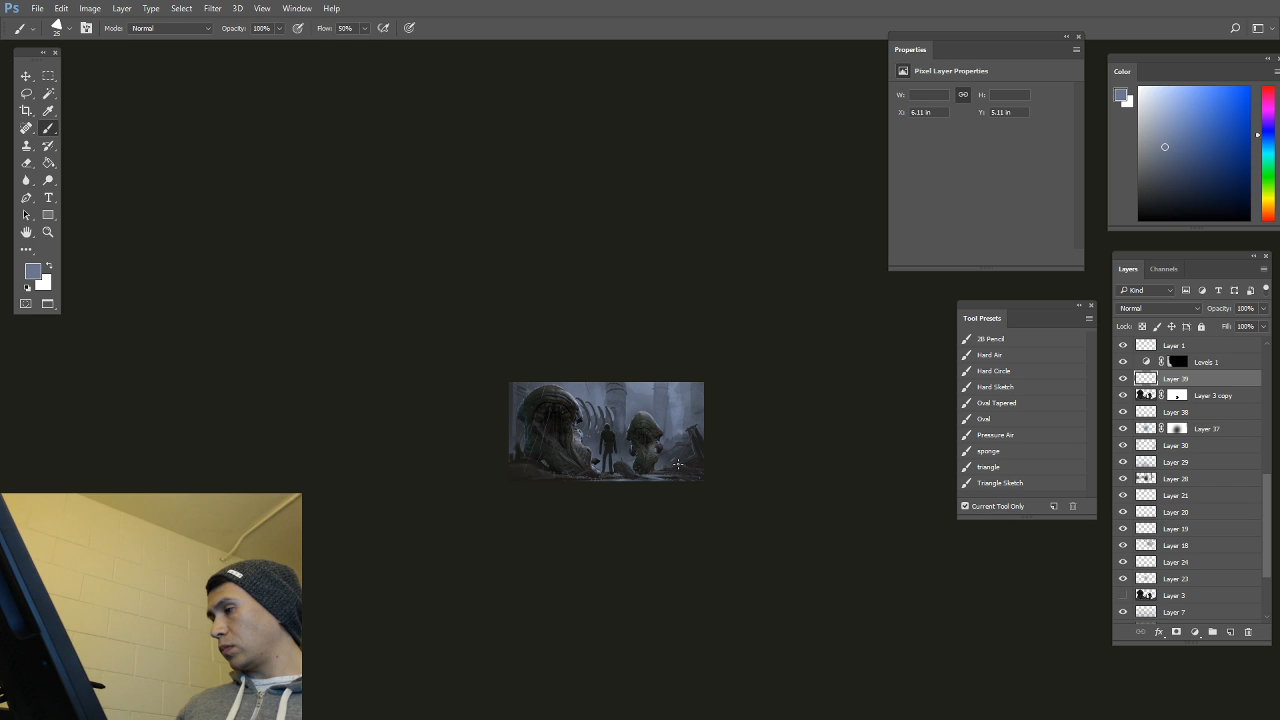 Ps File Edit Image Layer Type Select Filter 3D View Window Help
25 Mode: Normal Opacity: 100% Flow: 50%
Properties
Pixel Layer Properties
W: H:
X: 6.11 in Y: 5.11 in
Color
Tool Presets
2B Pencil
Hard Air
Hard Circle
Hard Sketch
Oval Tapered
Oval
Pressure Air
sponge
triangle
Triangle Sketch
Current Tool Only
Layers Channels
Kind
Normal Opacity: 100%
Lock: Fill: 100%
Layer 1
Levels 1
Layer 39
Layer 3 copy
Layer 38
Layer 37
Layer 30
Layer 29
Layer 28
Layer 21
Layer 20
Layer 19
Layer 18
Layer 24
Layer 23
Layer 3
Layer 7
fx